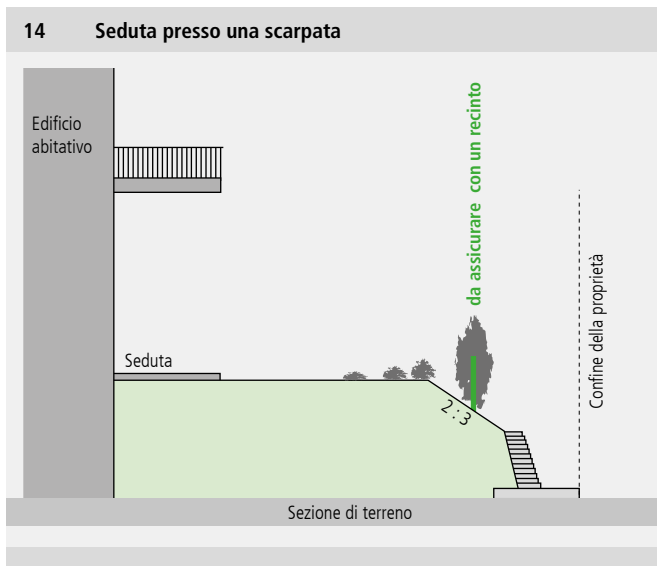 14 Seduta presso una scarpata
Edificio
abitativo
da assicurare con un recinto
Confine della proprietà
Seduta
2 : 3
Sezione di terreno